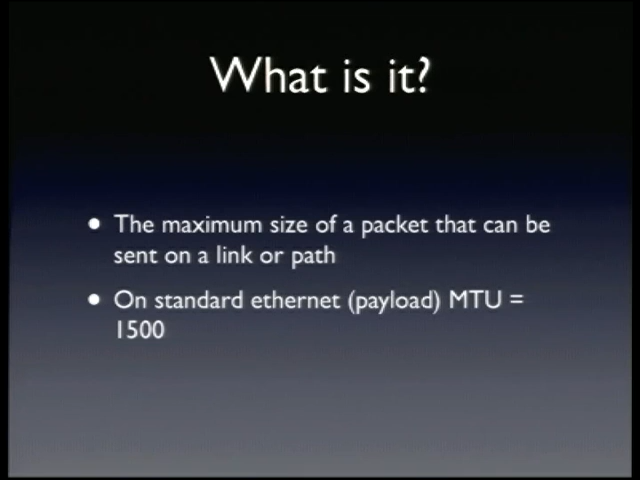 What is it?
• The maximum size of a packet that can be
sent on a link or path
• On standard ethernet (payload) MTU =
1500